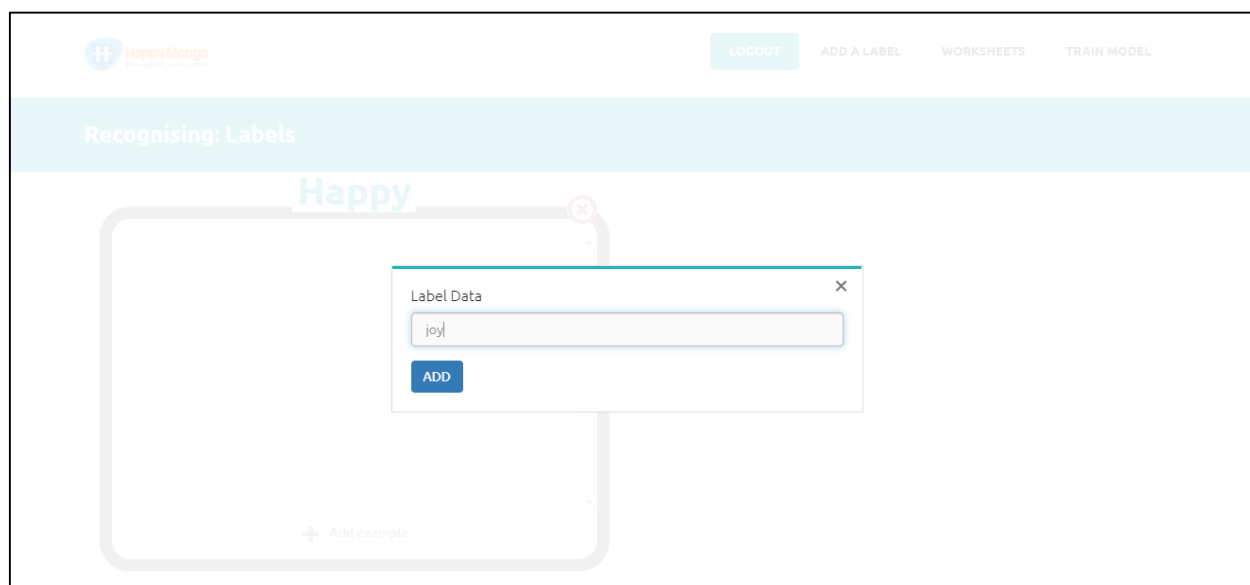 HappyMongo
LOGOUT ADD A LABEL WORKSHEETS TRAIN MODEL
Recognising: Labels
Happy
Label Data
joy
ADD
Add example